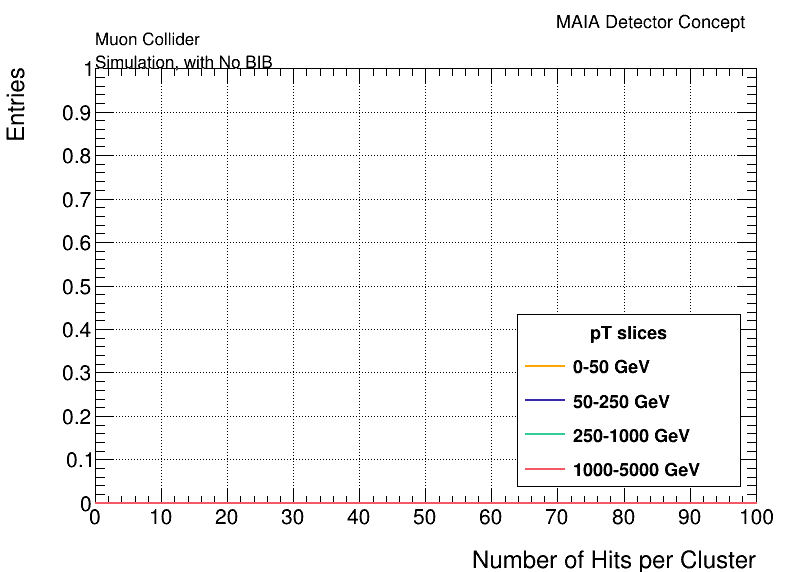 MAIA Detector Concept
Muon Collider
Simulation, with No BIB
Entries
1
0.9
0.8
0.7
0.6
0.5
0.4
0.3
0.2
0.1
0
pT slices
0-50 GeV
50-250 GeV
250-1000 GeV
1000-5000 GeV
0 10 20 30 40 50 60 70 80 90 100
Number of Hits per Cluster